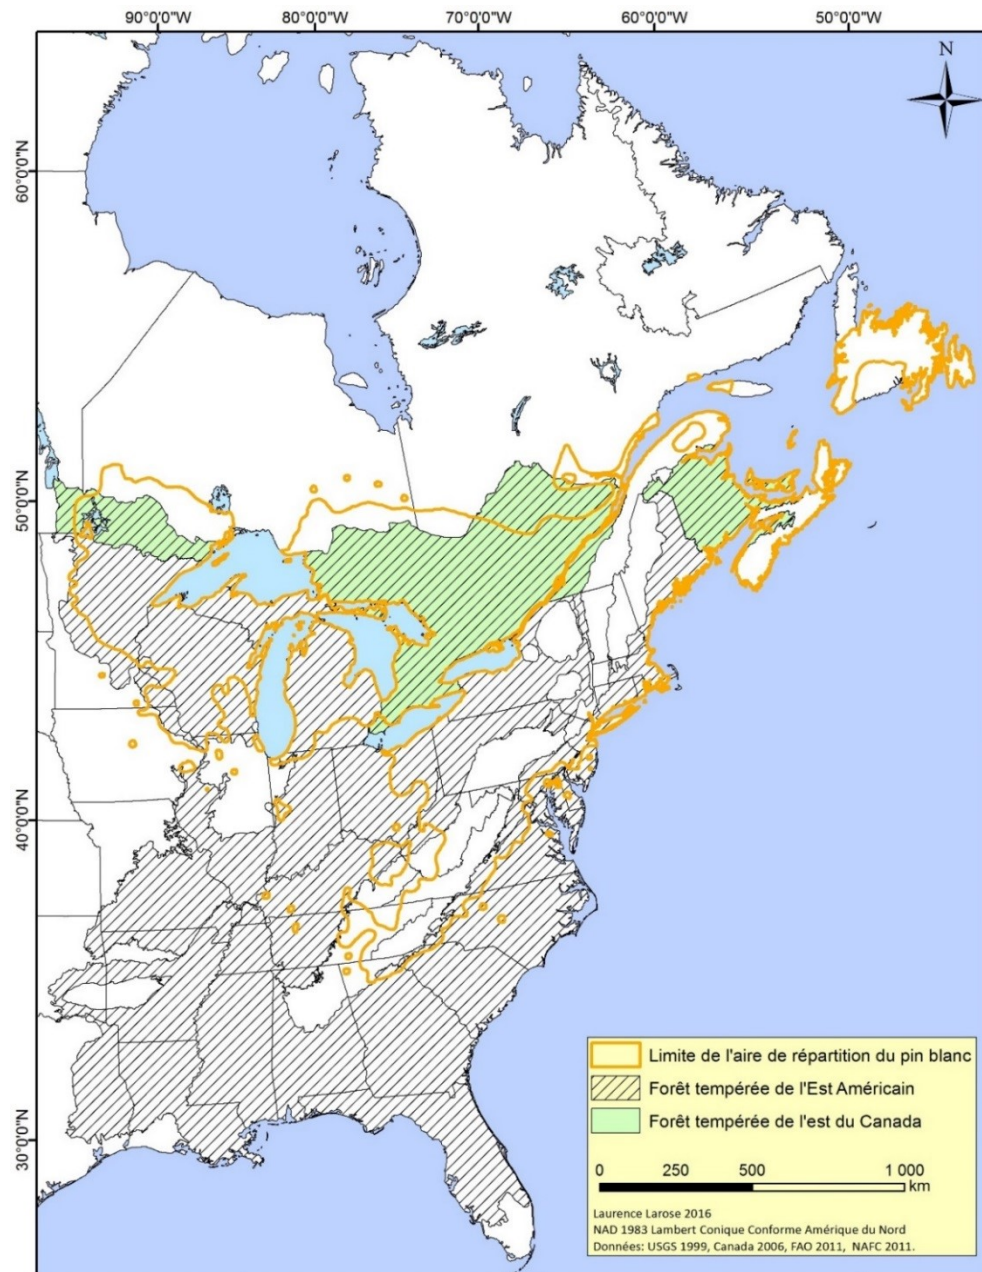 90°0'0"W 80°0'0"W 70°0'0"W 60°0'0"W 50°0'0"W
N
60°0'0"N
50°0'0"N
40°0'0"N
30°0'0"N
Limite de l'aire de répartition du pin blanc
Forêt tempérée de l'Est Américain
Forêt tempérée de l'est du Canada
0 250 500 1 000
km
Laurence Larose 2016
NAD 1983 Lambert Conique Conforme Amérique du Nord
Données: USGS 1999, Canada 2006, FAO 2011, NAFC 2011.